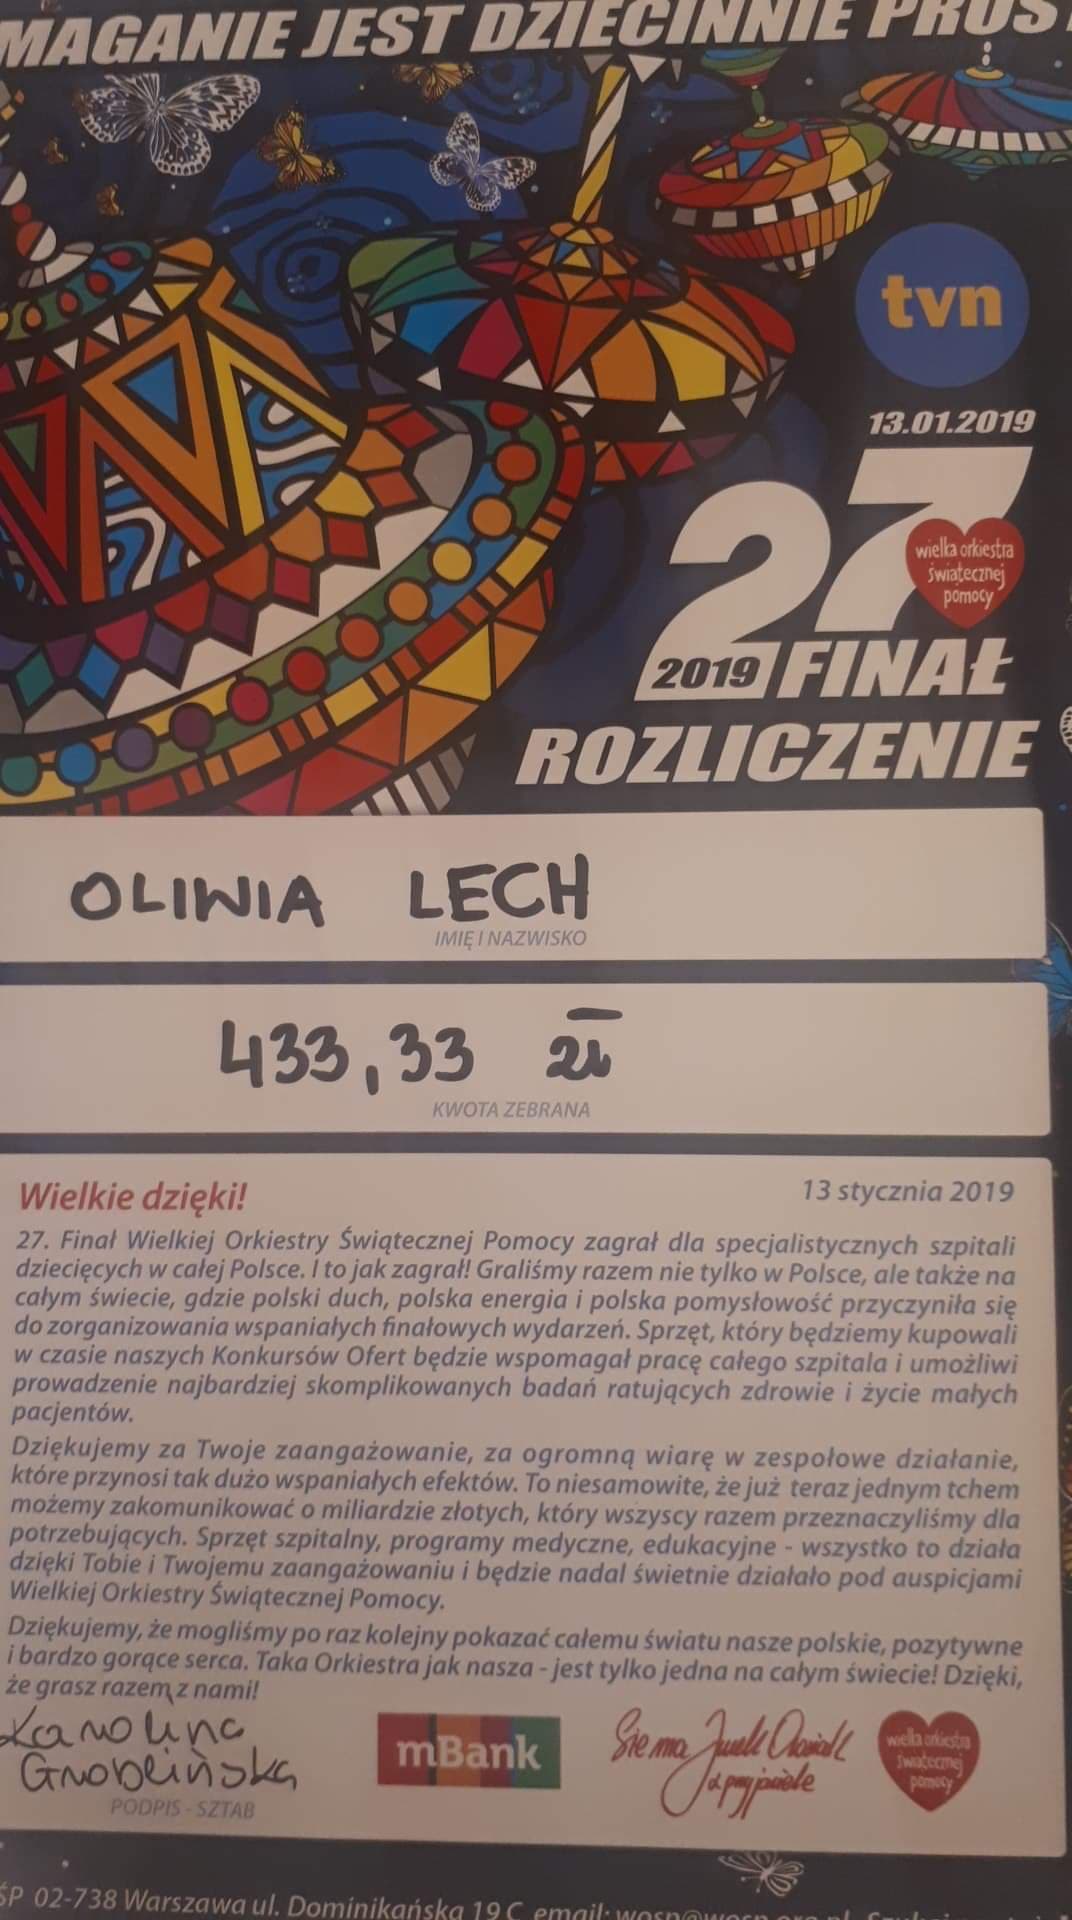 MAGANIE JEST DZIECINNIE PROST
tvn
13.01.2019
27
wielka orkiestra
świątecznej
pomocy
2019 FINAŁ
ROZLICZENIE
OLIWIA LECH
IMIĘ I NAZWISKO
433,33 zł
KWOTA ZEBRANA
Wielkie dzięki!
13 stycznia 2019
27. Finał Wielkiej Orkiestry Świątecznej Pomocy zagrał dla specjalistycznych szpitali
dziecięcych w całej Polsce. I to jak zagrał! Graliśmy razem nie tylko w Polsce, ale także na
całym świecie, gdzie polski duch, polska energia i polska pomysłowość przyczyniła się
do zorganizowania wspaniałych finałowych wydarzeń. Sprzęt, który będziemy kupowali
w czasie naszych Konkursów Ofert będzie wspomagał pracę całego szpitala i umożliwi
prowadzenie najbardziej skomplikowanych badań ratujących zdrowie i życie małych
pacjentów.
Dziękujemy za Twoje zaangażowanie, za ogromną wiarę w zespołowe działanie,
które przynosi tak dużo wspaniałych efektów. To niesamowite, że już teraz jednym tchem
możemy zakomunikować o miliardzie złotych, który wszyscy razem przeznaczyliśmy dla
potrzebujących. Sprzęt szpitalny, programy medyczne, edukacyjne - wszystko to działa
dzięki Tobie i Twojemu zaangażowaniu i będzie nadal świetnie działało pod auspicjami
Wielkiej Orkiestry Świątecznej Pomocy.
Dziękujemy, że mogliśmy po raz kolejny pokazać całemu światu nasze polskie, pozytywne
i bardzo gorące serca. Taka Orkiestra jak nasza - jest tylko jedna na całym świecie! Dzięki,
że grasz razem z nami!
Karolina
Grobelińska
PODPIS - SZTAB
mBank
Sie ma Jurek Owsiak
z przyjaciele
wielka orkiestra
świątecznej
pomocy
ŚP 02-738 Warszawa ul. Dominikańska 19 C email: wosp@wosp.org.pl